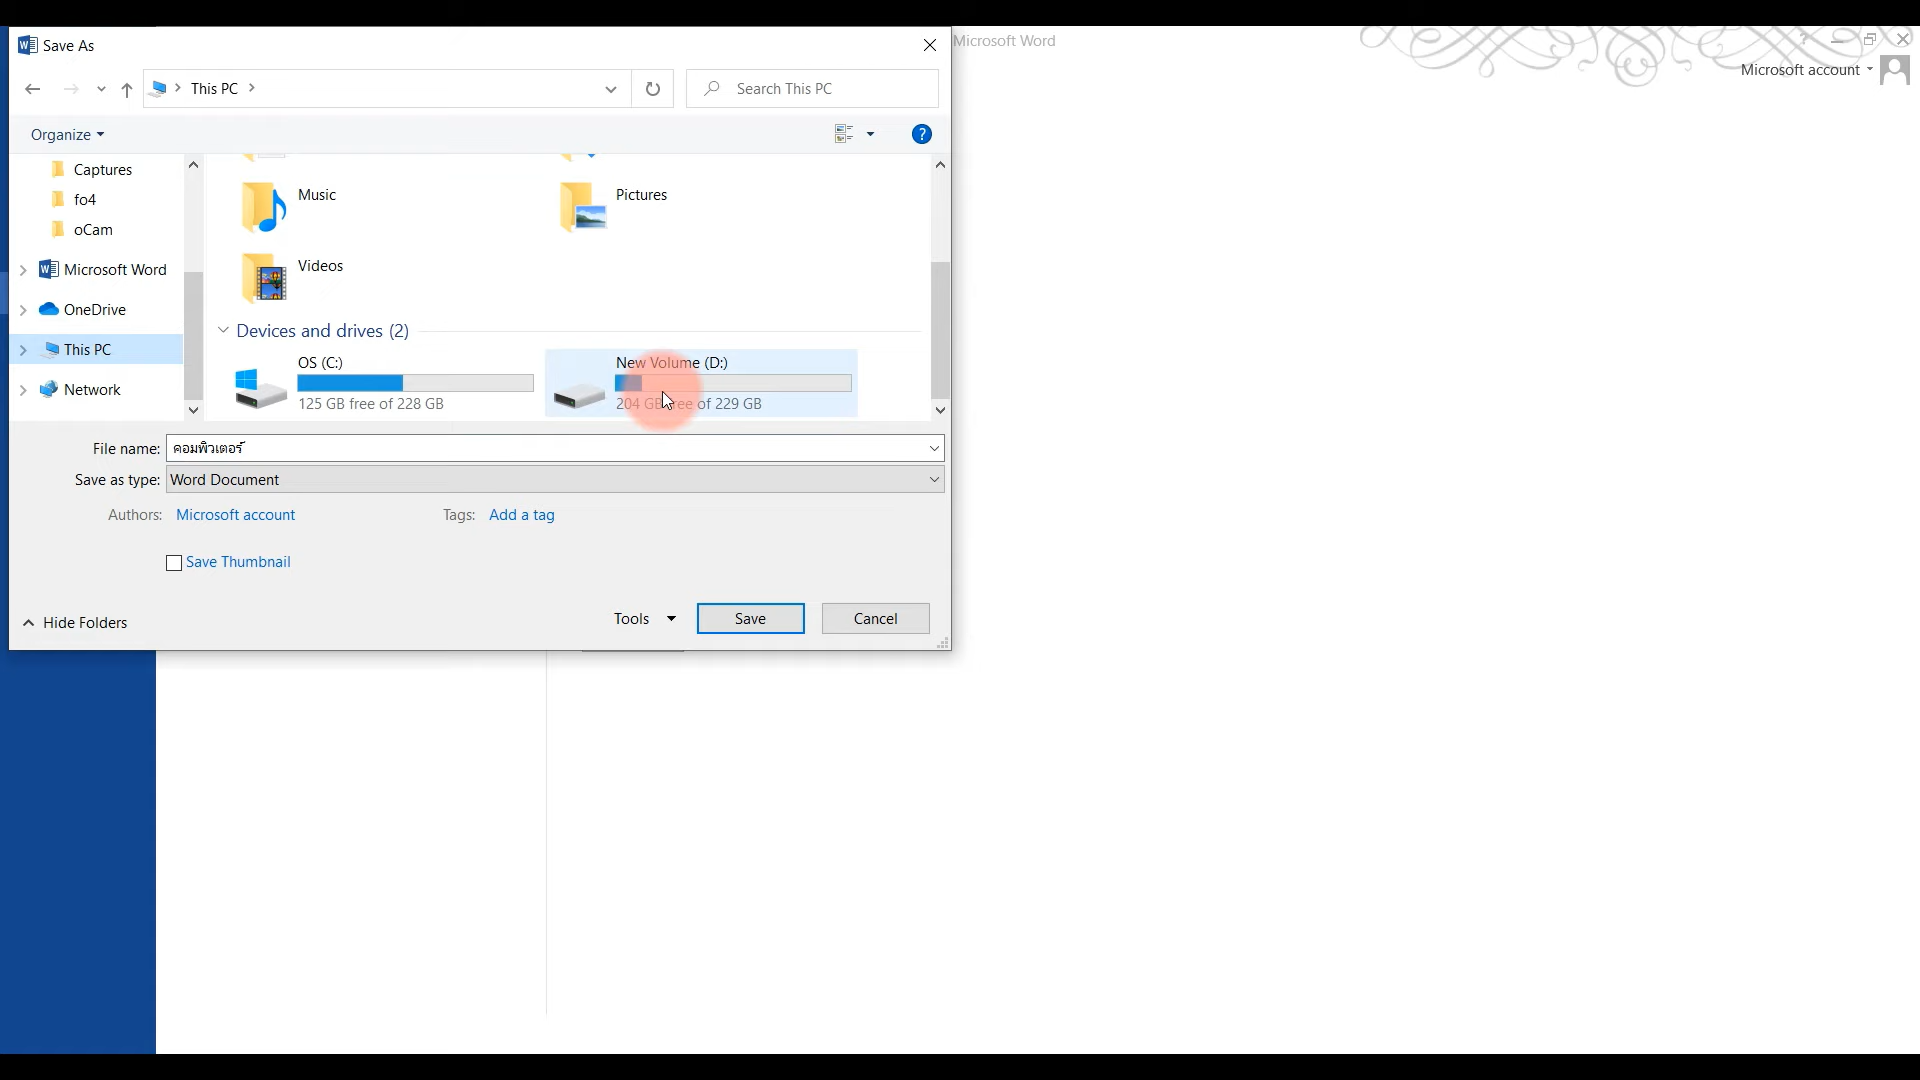 Save As
Microsoft Word
Microsoft account
This PC
Search This PC
Organize
?
Captures
fo4
oCam
Microsoft Word
OneDrive
This PC
Network
Music
Pictures
Videos
Devices and drives (2)
OS (C:)
125 GB free of 228 GB
New Volume (D:)
204 GB free of 229 GB
File name: คอมพิวเตอร์
Save as type: Word Document
Authors: Microsoft account Tags: Add a tag
Save Thumbnail
Hide Folders
Tools
Save
Cancel